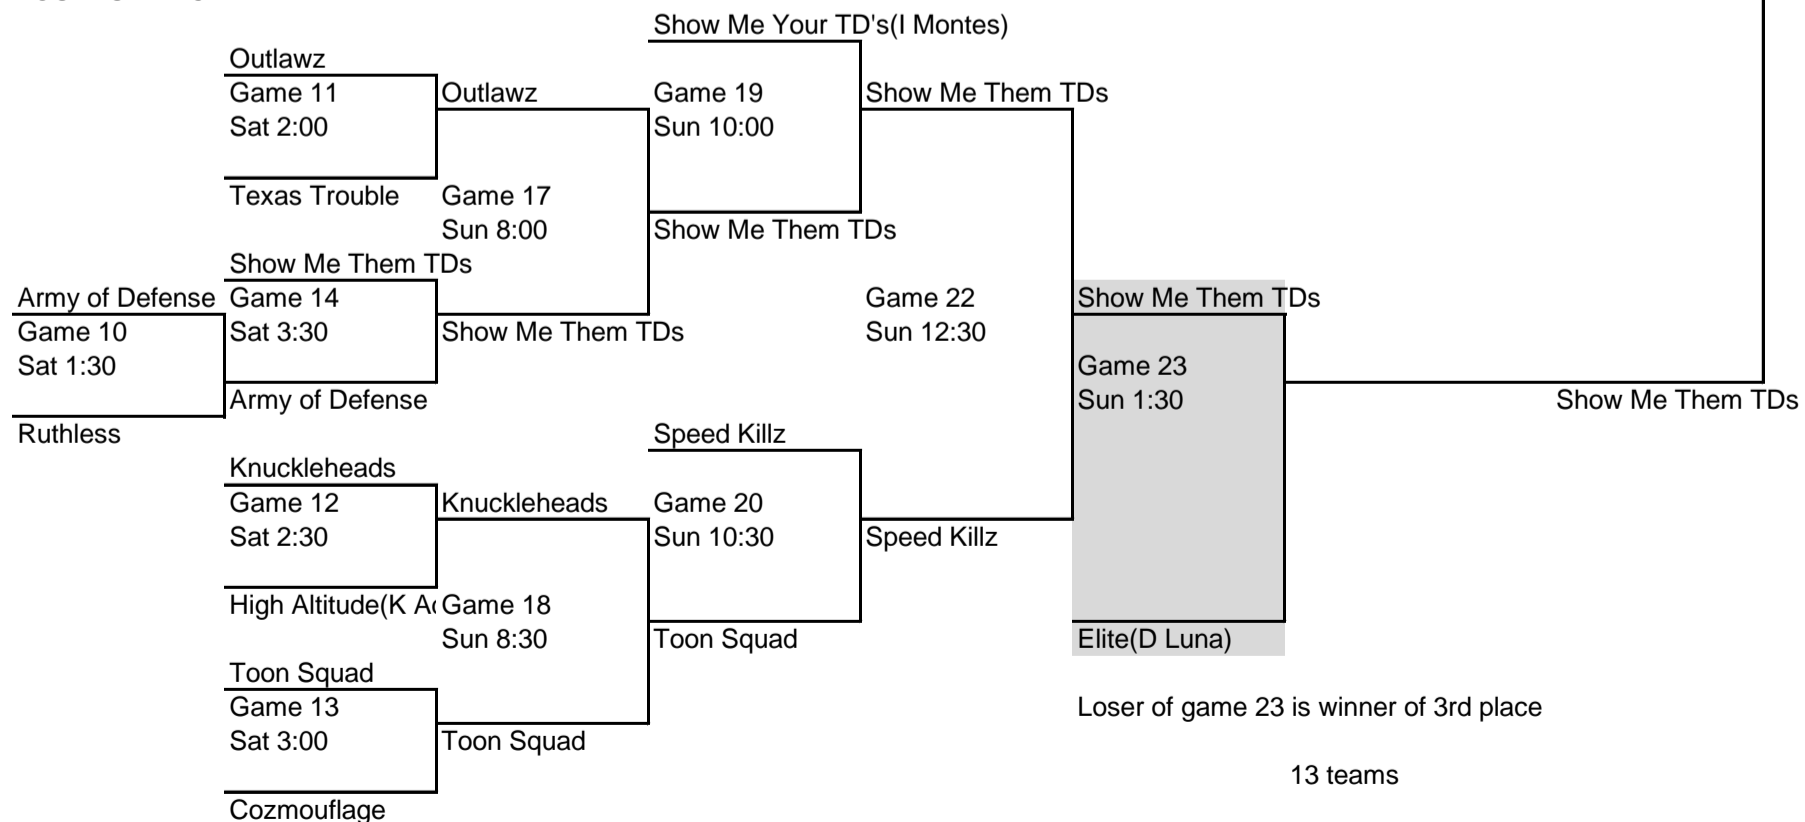 Show Me Your TD's(I Montes)
Outlawz
Game 11
Outlawz
Game 19
Show Me Them TDs
Sat 2:00
Sun 10:00
Texas Trouble
Game 17
Sun 8:00
Show Me Them TDs
Show Me Them TDs
Army of Defense
Game 14
Game 22
Show Me Them TDs
Game 10
Sat 3:30
Show Me Them TDs
Sun 12:30
Sat 1:30
Game 23
Army of Defense
Sun 1:30
Show Me Them TDs
Ruthless
Speed Killz
Knuckleheads
Game 12
Knuckleheads
Game 20
Sat 2:30
Sun 10:30
Speed Killz
High Altitude(K
Game 18
Sun 8:30
Toon Squad
Elite(D Luna)
Toon Squad
Game 13
Loser of game 23 is winner of 3rd place
Sat 3:00
Toon Squad
13 teams
Cozmouflage